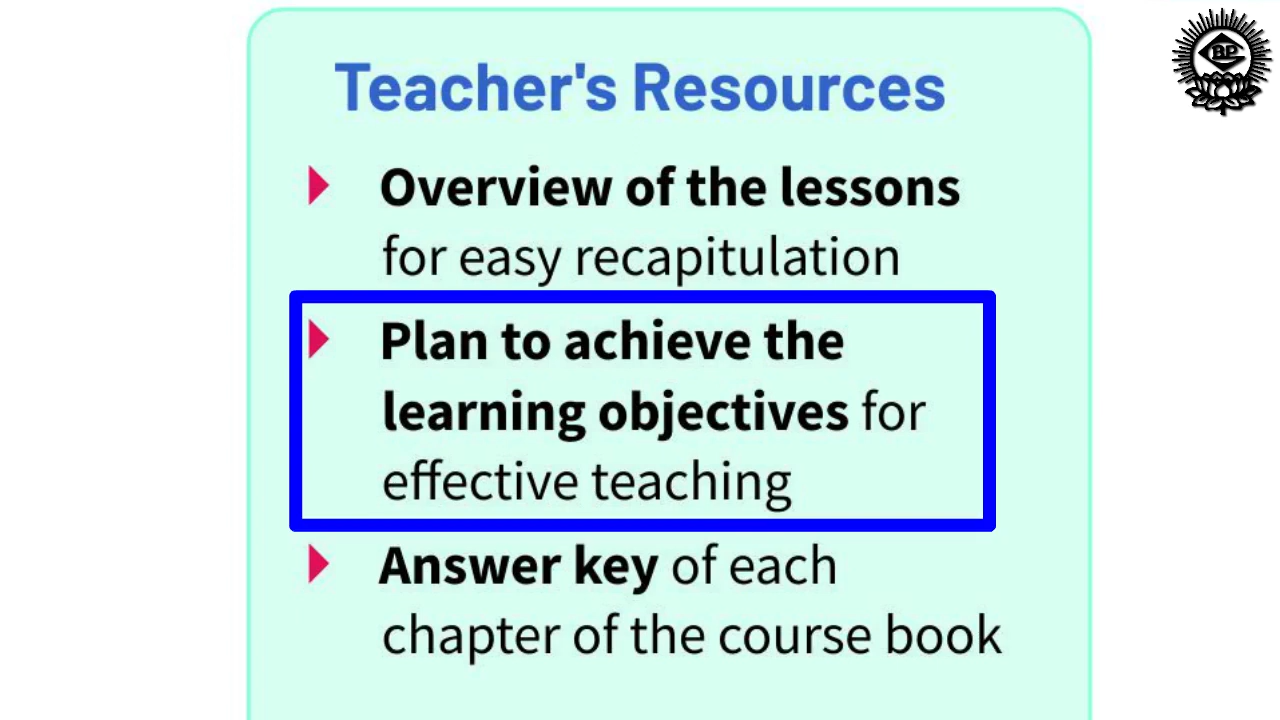 BP
Teacher's Resources
Overview of the lessons
for easy recapitulation
Plan to achieve the
learning objectives for
effective teaching
Answer key of each
chapter of the course book